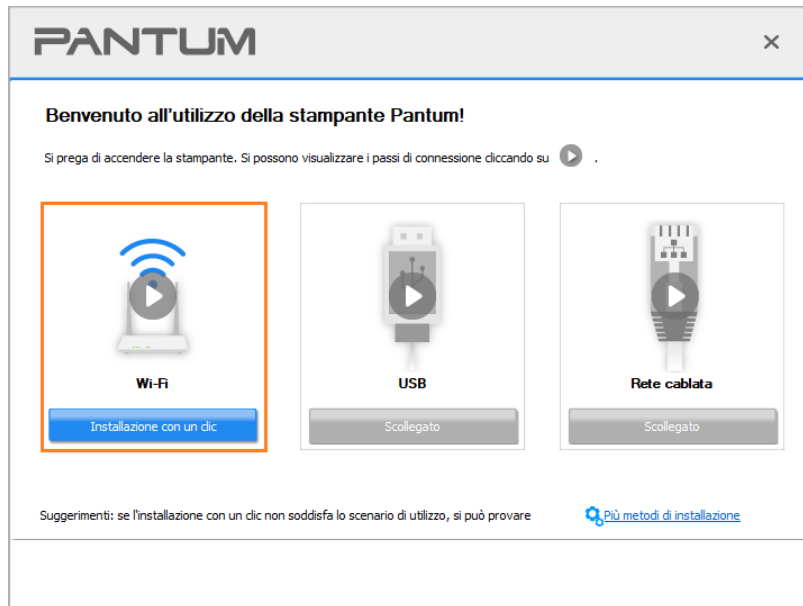 PANTUM
Benvenuto all'utilizzo della stampante Pantum!
Si prega di accendere la stampante. Si possono visualizzare i passi di connessione cliccando su .
Wi-Fi
USB
Rete cablata
Installazione con un clic
Scollegato
Scollegato
Suggerimenti: se l'installazione con un clic non soddisfa lo scenario di utilizzo, si può provare
Più metodi di installazione